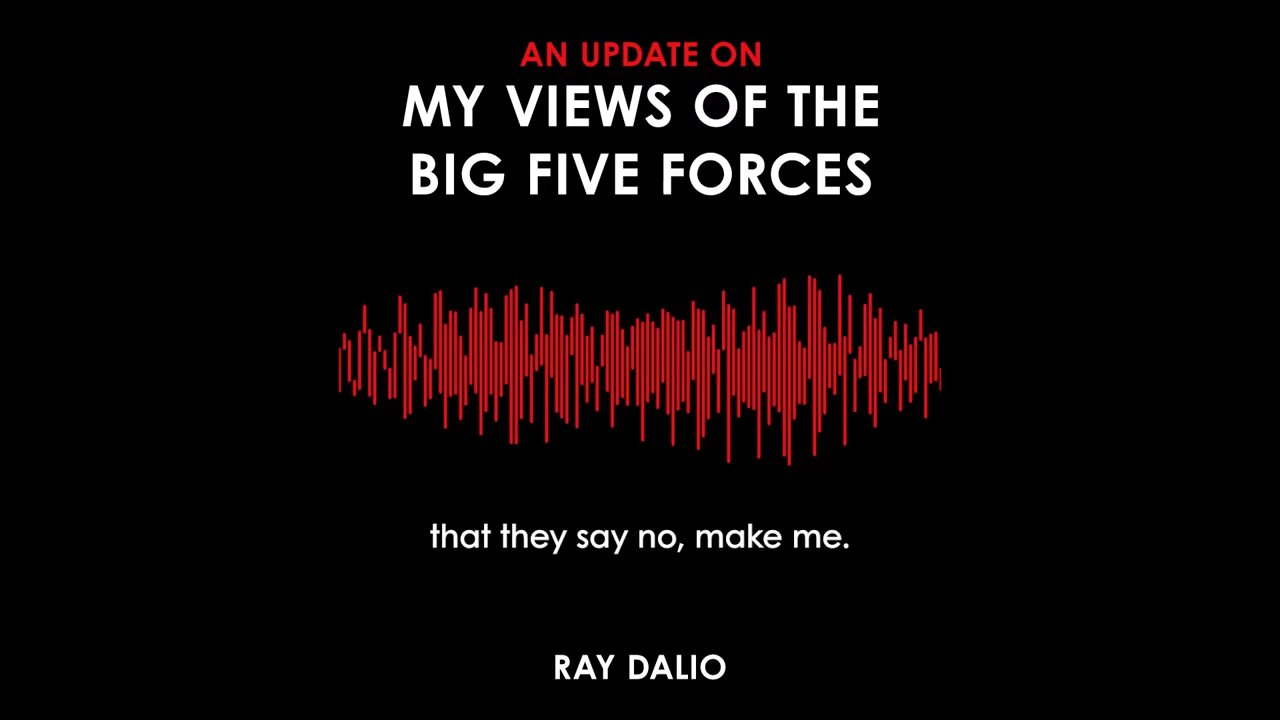 AN UPDATE ON
MY VIEWS OF THE
BIG FIVE FORCES
that they say no, make me.
RAY DALIO